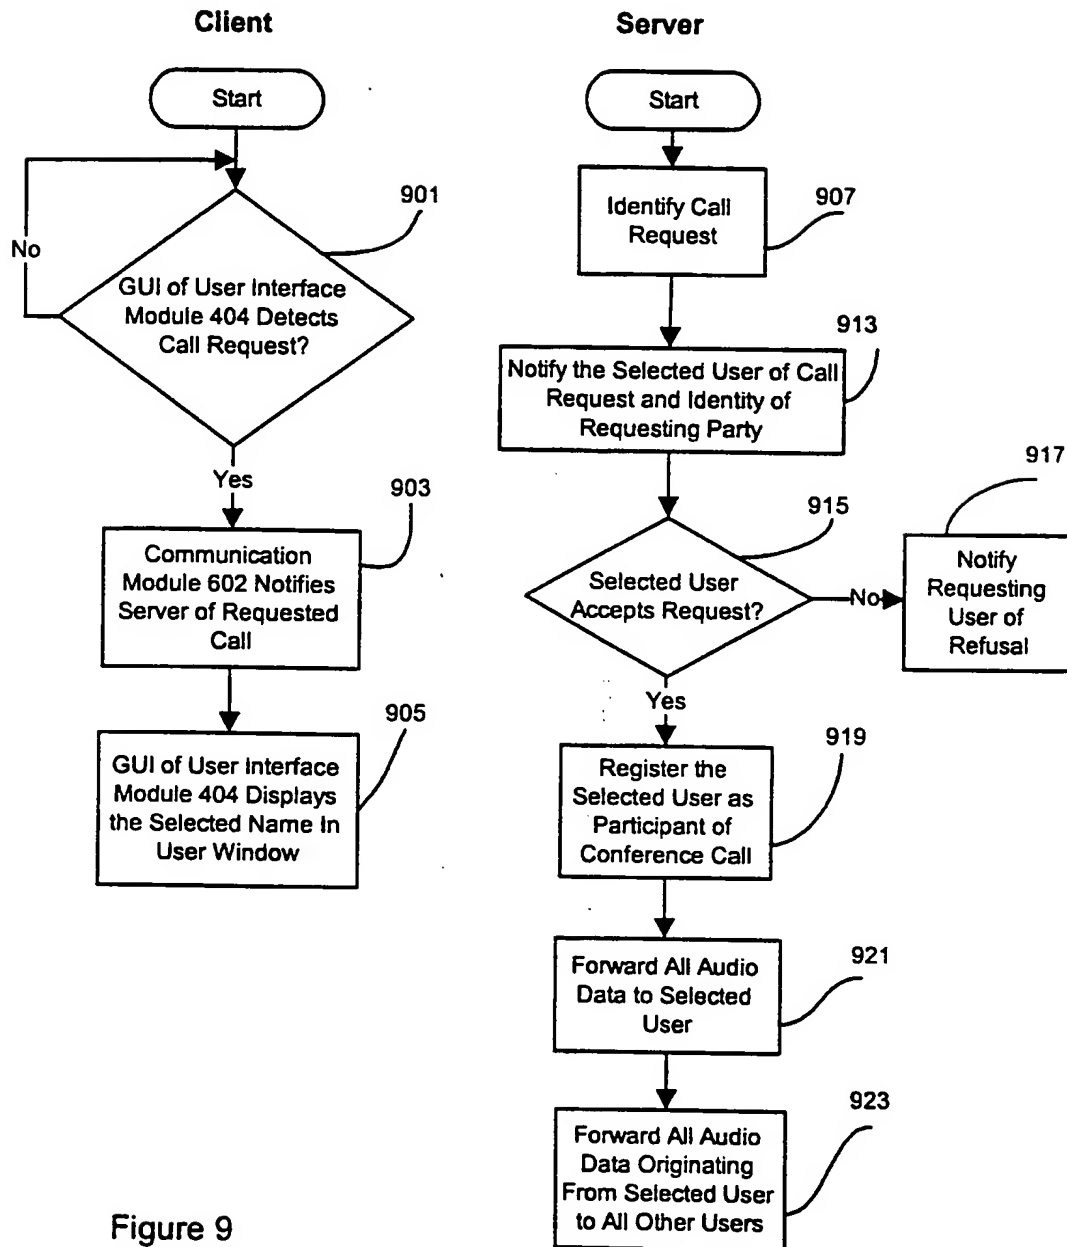 Client
Start
901
No
GUI of User Interface
Module 404 Detects
Call Request?
Yes
903
Communication
Module 602 Notifies
Server of Requested
Call
905
GUI of User Interface
Module 404 Displays
the Selected Name In
User Window
Server
Start
907
Identify Call
Request
913
Notify the Selected User of Call
Request and Identity of
Requesting Party
915
Selected User
Accepts Request?
No
917
Notify
Requesting
User of
Refusal
Yes
919
Register the
Selected User as
Participant of
Conference Call
921
Forward All Audio
Data to Selected
User
923
Forward All Audio
Data Originating
From Selected User
to All Other Users
Figure 9